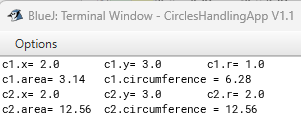 BlueJ: Terminal Window - CirclesHandlingApp V1.1
Options
c1.x= 2.0 c1.y= 3.0 c1.r= 1.0
c1.area= 3.14 c1.circumference = 6.28
c2.x= 2.0 c2.y= 3.0 c2.r= 2.0
c2.area= 12.56 c2.circumference = 12.56